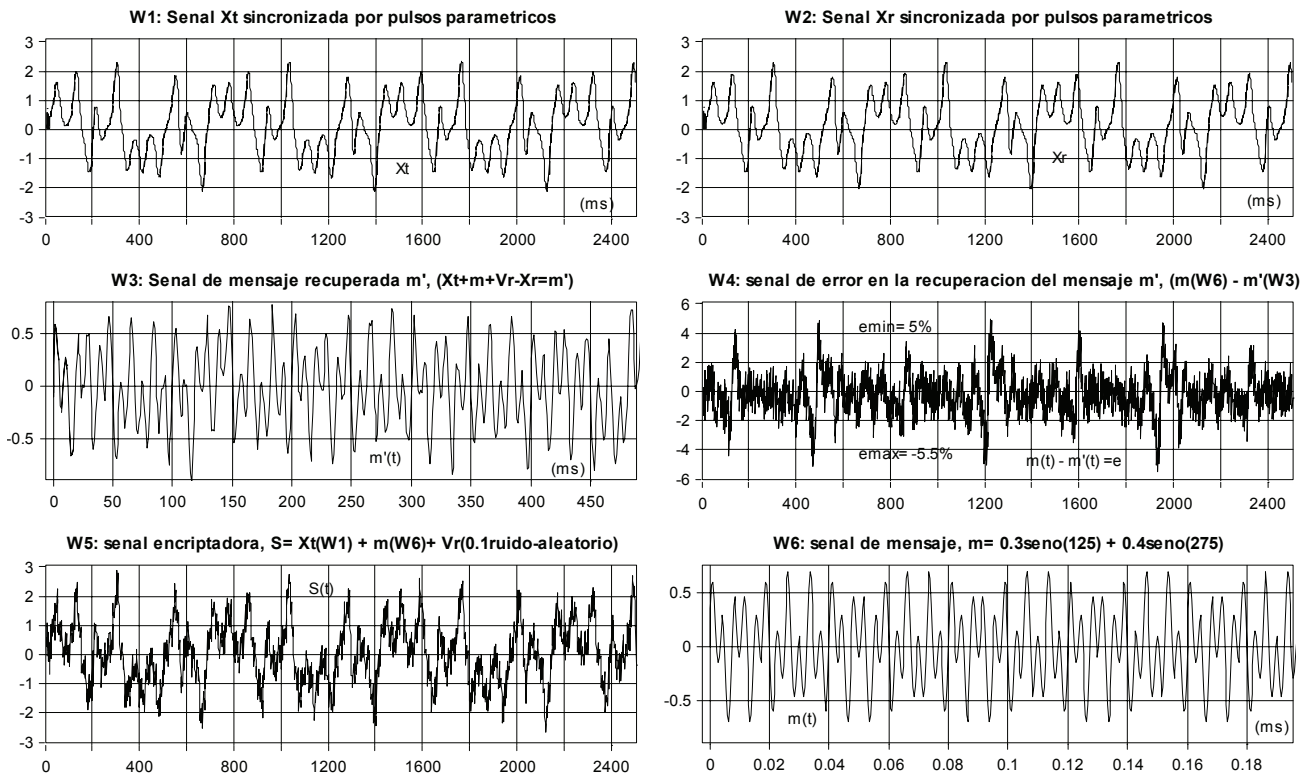 W1: Senal Xt sincronizada por pulsos parametricos
3
2
1
0
-1
-2
-3
Xt
(ms)
0 400 800 1200 1600 2000 2400
W2: Senal Xr sincronizada por pulsos parametricos
3
2
1
0
-1
-2
-3
Xr
(ms)
0 400 800 1200 1600 2000 2400
W3: Senal de mensaje recuperada m', (Xt+m+Vr-Xr=m')
0.5
0
-0.5
m'(t)
(ms)
0 50 100 150 200 250 300 350 400 450
W4: senal de error en la recuperacion del mensaje m', (m(W6) - m'(W3)
6
4
2
0
-2
-4
-6
emin= 5%
emax= -5.5%
m(t) - m'(t) =e
0 400 800 1200 1600 2000 2400
W5: senal encriptadora, S= Xt(W1) + m(W6)+ Vr(0.1ruido-aleatorio)
3
2
1
0
-1
-2
-3
S(t)
0 400 800 1200 1600 2000 2400
W6: senal de mensaje, m= 0.3seno(125) + 0.4seno(275)
0.5
0
-0.5
m(t)
(ms)
0 0.02 0.04 0.06 0.08 0.1 0.12 0.14 0.16 0.18